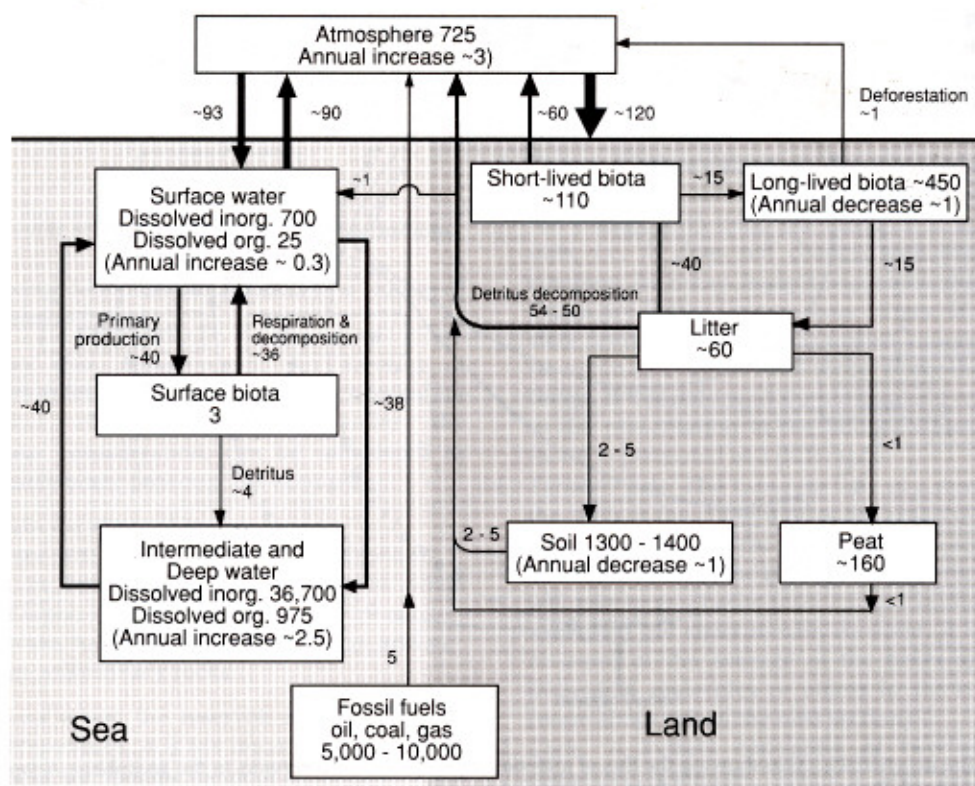 Atmosphere 725
Annual increase ~3)
~93
~90
~60
~120
Deforestation
~1
Surface water
Dissolved inorg. 700
Dissolved org. 25
(Annual increase ~ 0.3)
~1
Short-lived biota
~110
~15
Long-lived biota ~450
(Annual decrease ~1)
~40
~15
Detritus decomposition
54 - 50
Litter
~60
Primary
production
~40
Respiration &
decomposition
~36
Surface biota
3
~40
~38
Detritus
~4
2 - 5
<1
Intermediate and
Deep water
Dissolved inorg. 36,700
Dissolved org. 975
(Annual increase ~2.5)
2 - 5
Soil 1300 - 1400
(Annual decrease ~1)
Peat
~160
<1
5
Fossil fuels
oil, coal, gas
5,000 - 10,000
Sea
Land